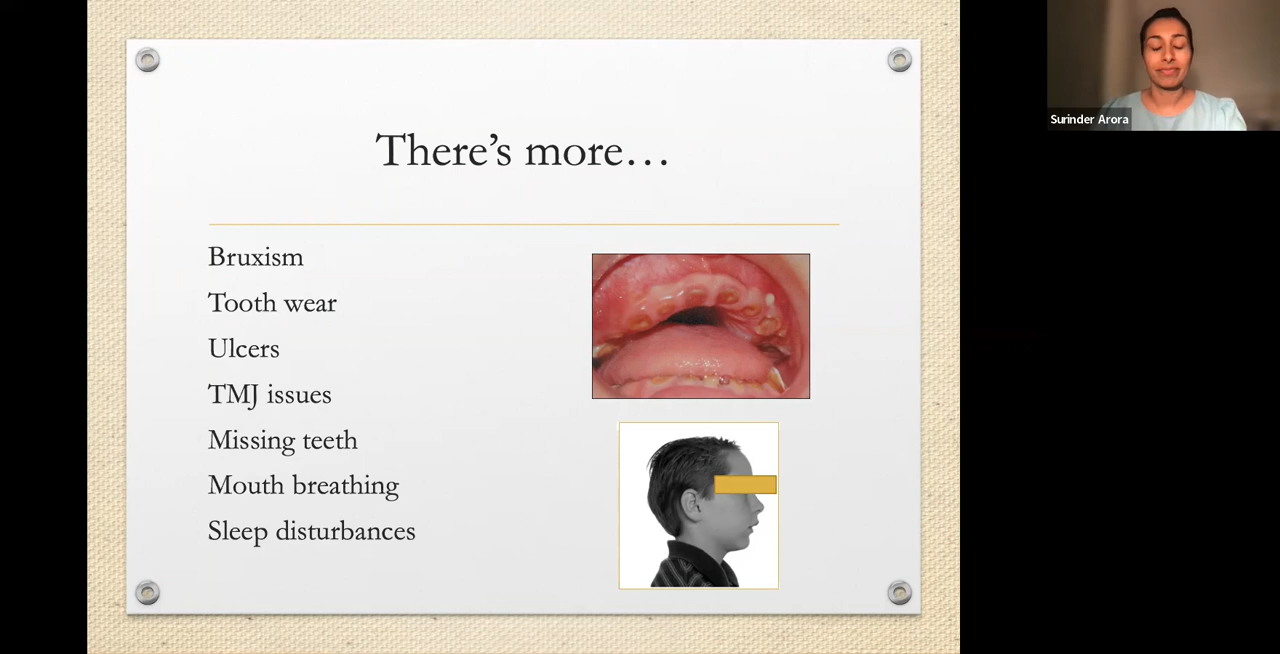 There's more…
Bruxism
Tooth wear
Ulcers
TMJ issues
Missing teeth
Mouth breathing
Sleep disturbances
Surinder Arora